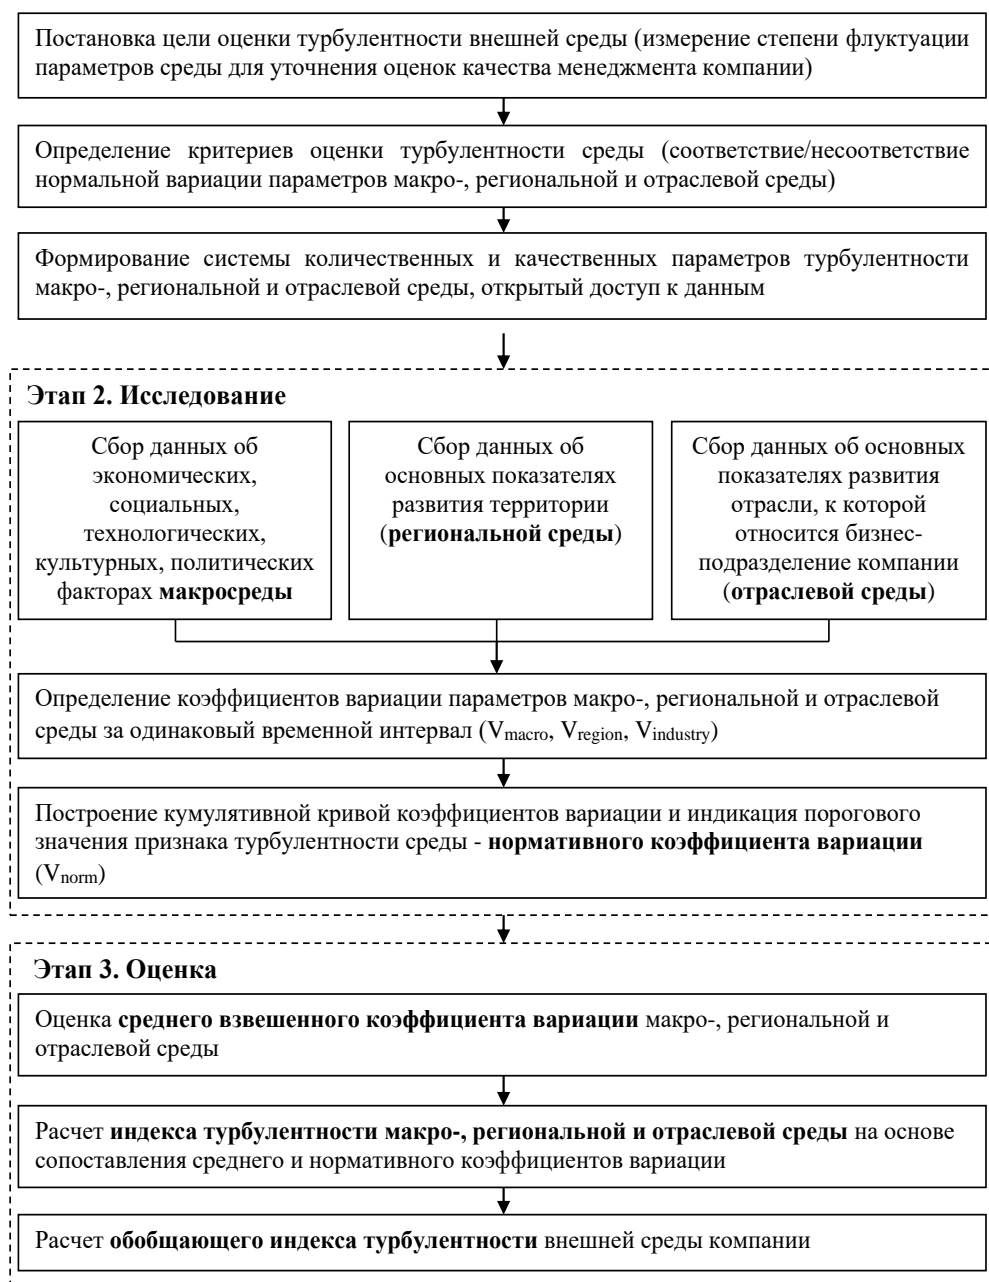 Постановка цели оценки турбулентности внешней среды (измерение степени флуктуации
параметров среды для уточнения оценок качества менеджмента компании)
Определение критериев оценки турбулентности среды (соответствие/несоответствие
нормальной вариации параметров макро-, региональной и отраслевой среды)
Формирование системы количественных и качественных параметров турбулентности
макро-, региональной и отраслевой среды, открытый доступ к данным
Этап 2. Исследование
Сбор данных об
экономических,
социальных,
технологических,
культурных, политических
факторах макросреды
Сбор данных об
основных показателях
развития территории
(региональной среды)
Сбор данных об основных
показателях развития
отрасли, к которой
относится бизнес-
подразделение компании
(отраслевой среды)
Определение коэффициентов вариации параметров макро-, региональной и отраслевой
среды за одинаковый временной интервал (Vmacro, Vregion, Vindustry)
Построение кумулятивной кривой коэффициентов вариации и индикация порогового
значения признака турбулентности среды - нормативного коэффициента вариации
(Vnorm)
Этап 3. Оценка
Оценка среднего взвешенного коэффициента вариации макро-, региональной и
отраслевой среды
Расчет индекса турбулентности макро-, региональной и отраслевой среды на основе
сопоставления среднего и нормативного коэффициентов вариации
Расчет обобщающего индекса турбулентности внешней среды компании